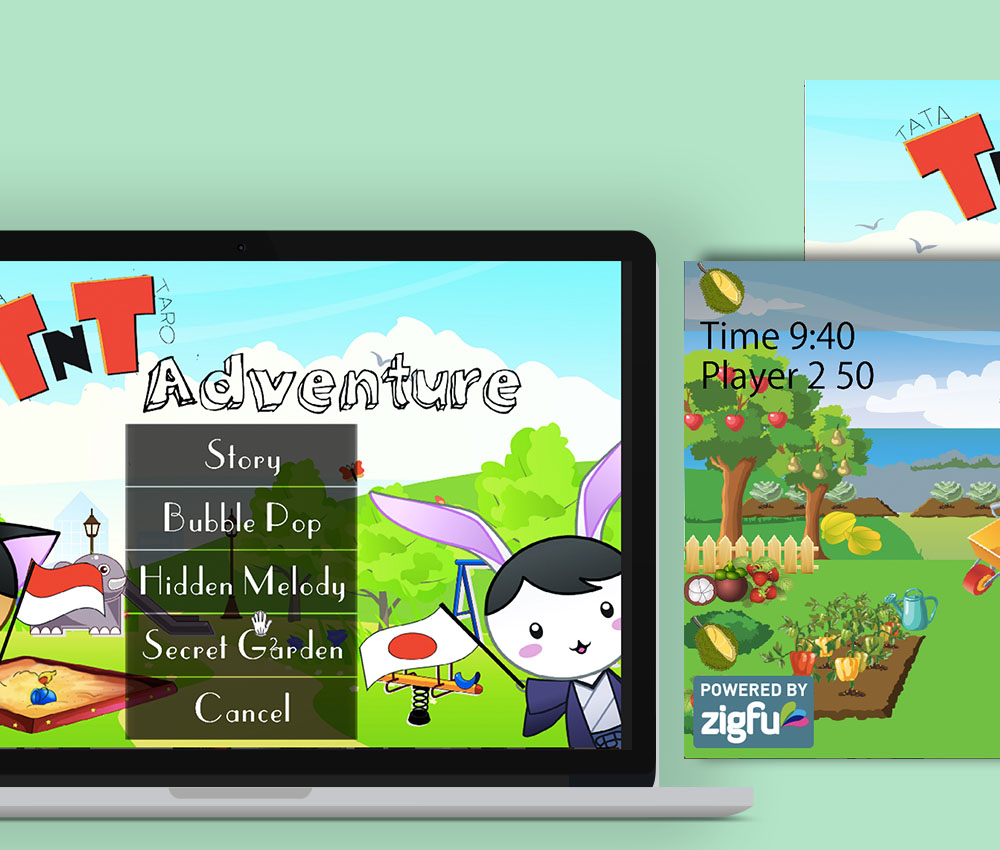 TNT
TARO
Adventure
Story
Bubble Pop
Hidden Melody
Secret Garden
2
Cancel
TATA
T
Time 9:40
Player 2 50
POWERED BY
zigfu